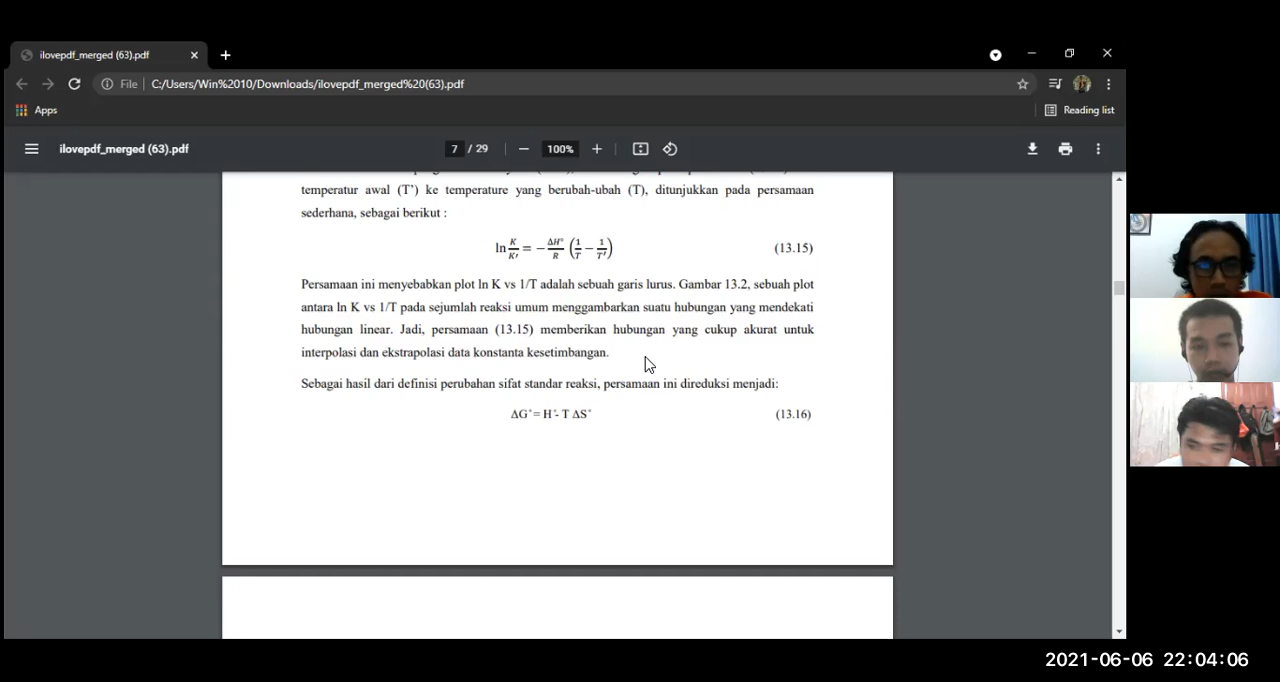 ilovepdf_merged (63).pdf
File
C:/Users/Win%2010/Downloads/ilovepdf_merged%20(63).pdf
Apps
Reading list
ilovepdf_merged (63).pdf
7 / 29
100%
temperatur awal (T’) ke temperature yang berubah-ubah (T), ditunjukkan pada persamaan
sederhana, sebagai berikut :
ln K/K′ = − ΔH°/R (1/T − 1/T′) (13.15)
Persamaan ini menyebabkan plot ln K vs 1/T adalah sebuah garis lurus. Gambar 13.2, sebuah plot
antara ln K vs 1/T pada sejumlah reaksi umum menggambarkan suatu hubungan yang mendekati
hubungan linear. Jadi, persamaan (13.15) memberikan hubungan yang cukup akurat untuk
interpolasi dan ekstrapolasi data konstanta kesetimbangan.
Sebagai hasil dari definisi perubahan sifat standar reaksi, persamaan ini direduksi menjadi:
ΔG°= H°- T ΔS° (13.16)
2021-06-06 22:04:06